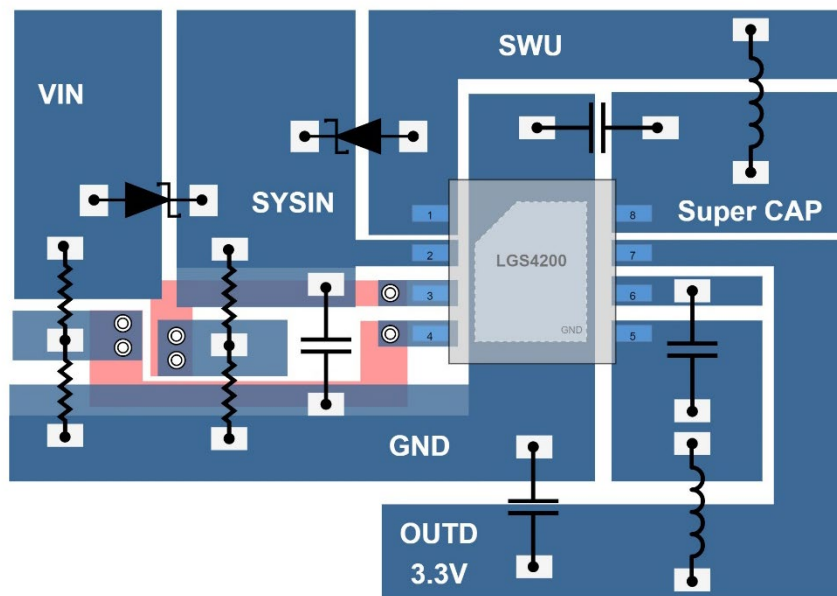 SWU
VIN
SYSIN
Super CAP
1
2
3
4
LGS4200
GND
8
7
6
5
GND
OUTD
3.3V